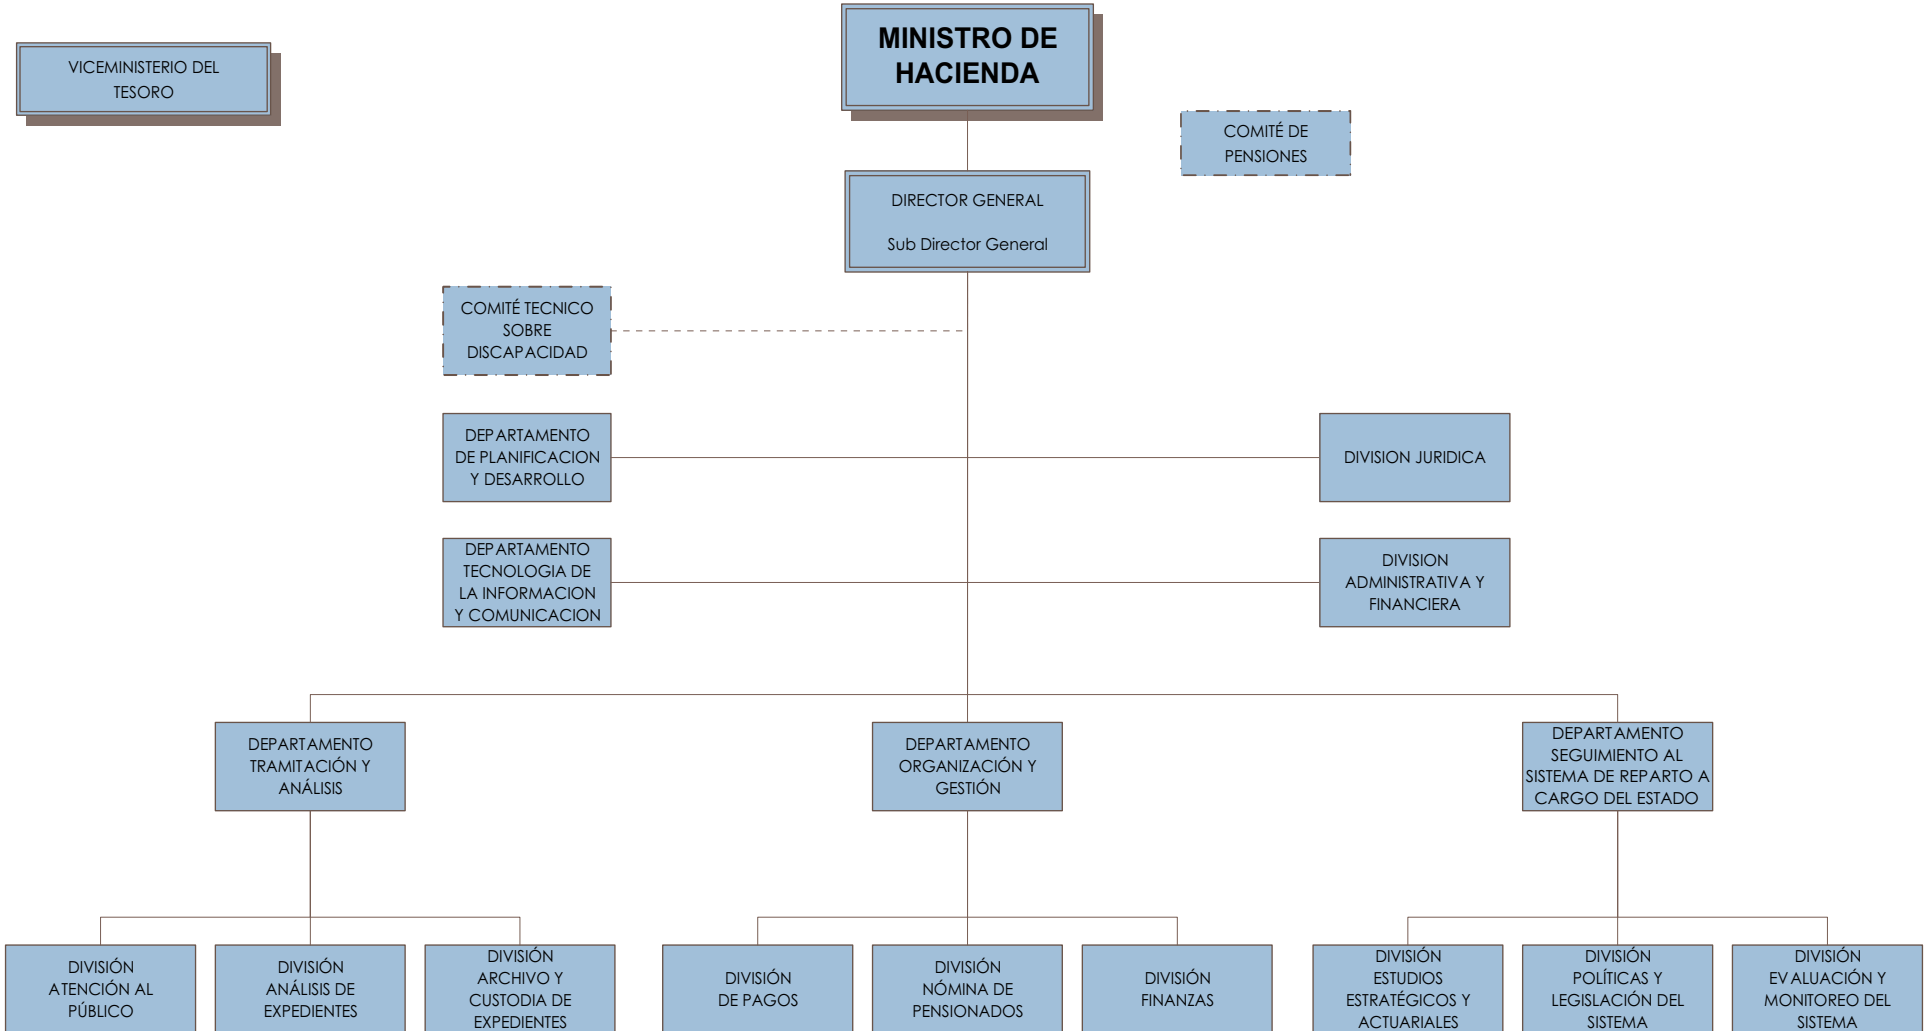 VICEMINISTERIO DEL
TESORO
MINISTRO DE
HACIENDA
COMITÉ DE
PENSIONES
DIRECTOR GENERAL
Sub Director General
COMITÉ TECNICO
SOBRE
DISCAPACIDAD
DEPARTAMENTO
DE PLANIFICACION
Y DESARROLLO
DIVISION JURIDICA
DEPARTAMENTO
TECNOLOGIA DE
LA INFORMACION
Y COMUNICACION
DIVISION
ADMINISTRATIVA Y
FINANCIERA
DEPARTAMENTO
TRAMITACIÓN Y
ANÁLISIS
DEPARTAMENTO
ORGANIZACIÓN Y
GESTIÓN
DEPARTAMENTO
SEGUIMIENTO AL
SISTEMA DE REPARTO A
CARGO DEL ESTADO
DIVISIÓN
ATENCIÓN AL
PÚBLICO
DIVISIÓN
ANÁLISIS DE
EXPEDIENTES
DIVISIÓN
ARCHIVO Y
CUSTODIA DE
EXPEDIENTES
DIVISIÓN
DE PAGOS
DIVISIÓN
NÓMINA DE
PENSIONADOS
DIVISIÓN
FINANZAS
DIVISIÓN
ESTUDIOS
ESTRATÉGICOS Y
ACTUARIALES
DIVISIÓN
POLÍTICAS Y
LEGISLACIÓN DEL
SISTEMA
DIVISIÓN
EVALUACIÓN Y
MONITOREO DEL
SISTEMA